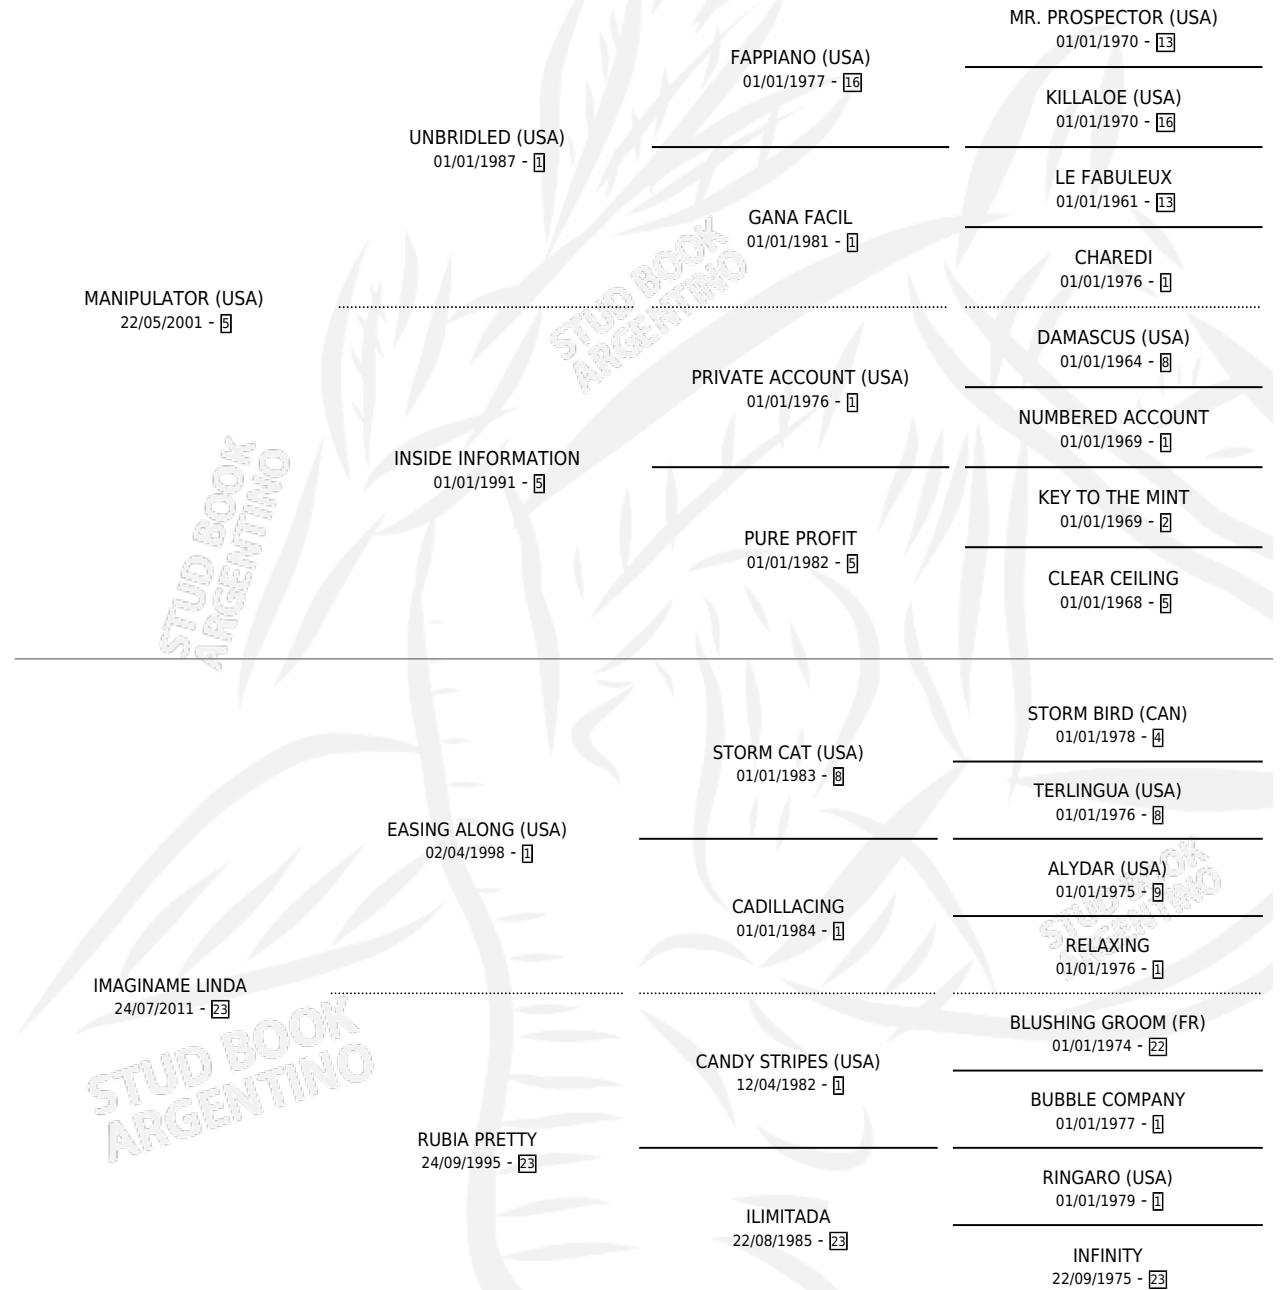 MR. PROSPECTOR (USA)
01/01/1970 - 13
FAPPIANO (USA)
01/01/1977 - 16
KILLALOE (USA)
01/01/1970 - 16
UNBRIDLED (USA)
01/01/1987 - 1
LE FABULEUX
01/01/1961 - 13
GANA FACIL
01/01/1981 - 1
CHAREDI
01/01/1976 - 1
MANIPULATOR (USA)
22/05/2001 - 5
DAMASCUS (USA)
01/01/1964 - 8
PRIVATE ACCOUNT (USA)
01/01/1976 - 1
NUMBERED ACCOUNT
01/01/1969 - 1
INSIDE INFORMATION
01/01/1991 - 5
KEY TO THE MINT
01/01/1969 - 2
PURE PROFIT
01/01/1982 - 5
CLEAR CEILING
01/01/1968 - 5
STORM BIRD (CAN)
01/01/1978 - 4
STORM CAT (USA)
01/01/1983 - 8
TERLINGUA (USA)
01/01/1976 - 8
EASING ALONG (USA)
02/04/1998 - 1
ALYDAR (USA)
01/01/1975 - 9
CADILLACING
01/01/1984 - 1
RELAXING
01/01/1976 - 1
IMAGINAME LINDA
24/07/2011 - 23
BLUSHING GROOM (FR)
01/01/1974 - 22
CANDY STRIPES (USA)
12/04/1982 - 1
BUBBLE COMPANY
01/01/1977 - 1
RUBIA PRETTY
24/09/1995 - 23
RINGARO (USA)
01/01/1979 - 1
ILIMITADA
22/08/1985 - 23
INFINITY
22/09/1975 - 23
STUD BOOK
ARGENTINO
STUD BOOK
ARGENTINO
STUD BOOK
ARGENTINO
STUD BOOK
ARGENTINO